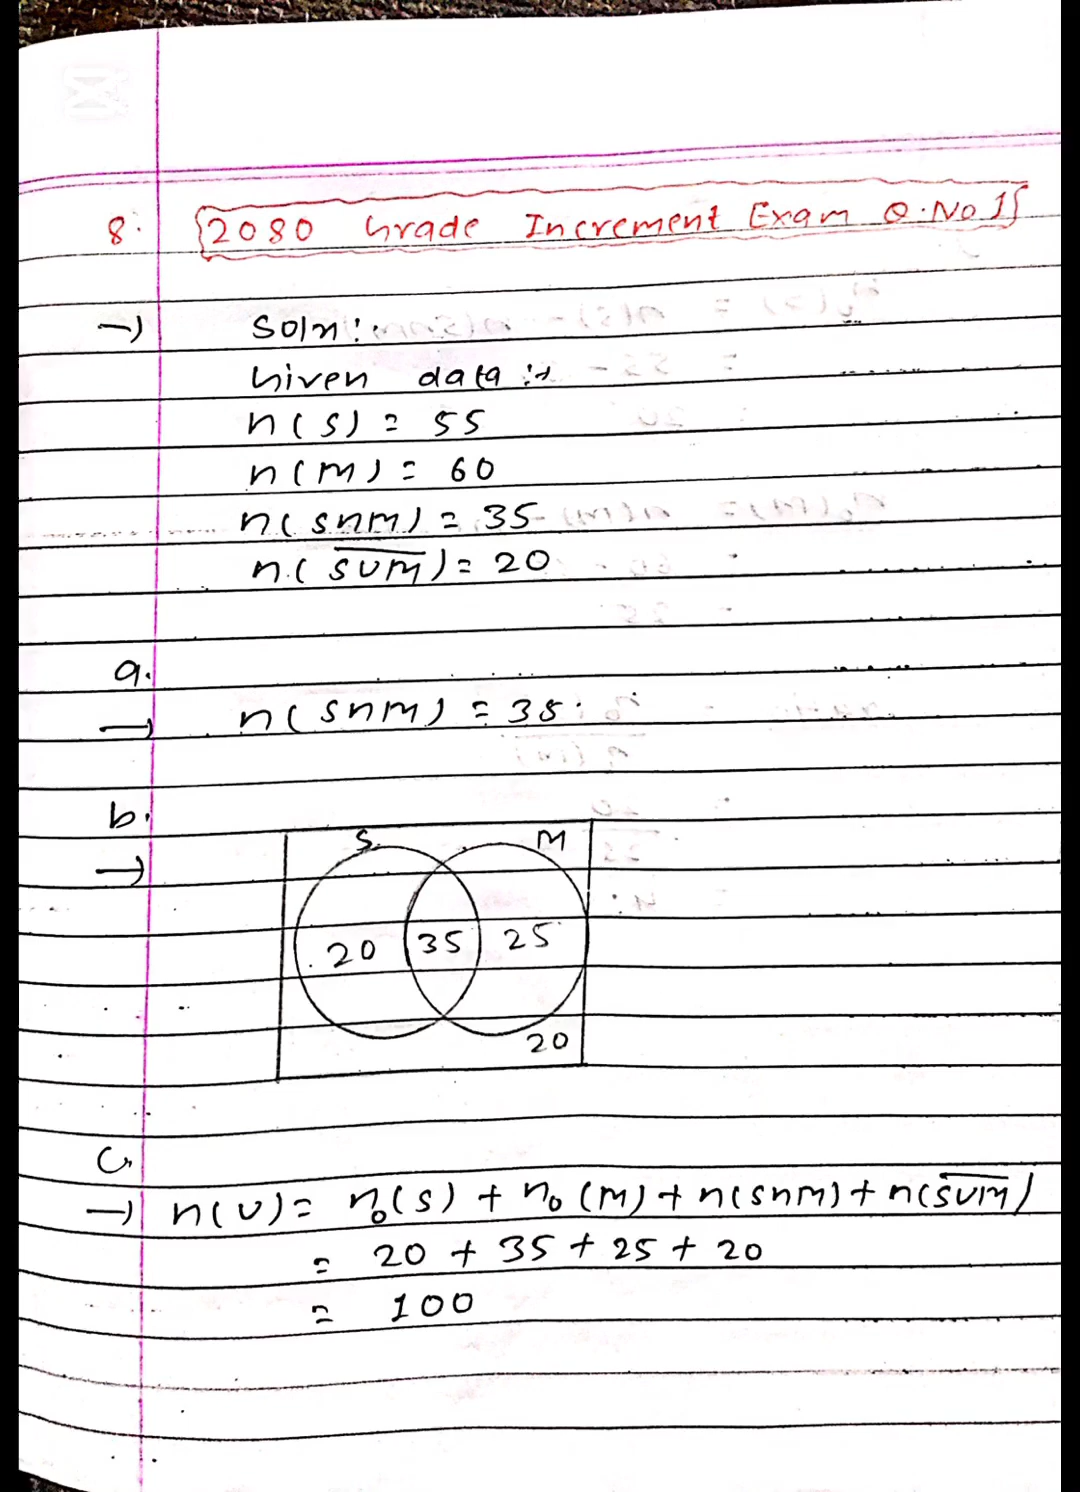 8. 2080 Grade Increment Exam Q.No 15
→ Soln:
Given data :→
n(S) = 55
n(M) = 60
n(S∩M) = 35
n(S∪M)̅ = 20
a.
→ n(S∩M) = 35.
b.
→
S M
20 35 25
20
C.
→ n(U) = n₀(S) + n₀(M) + n(S∩M) + n(S∪M)̅
= 20 + 35 + 25 + 20
= 100